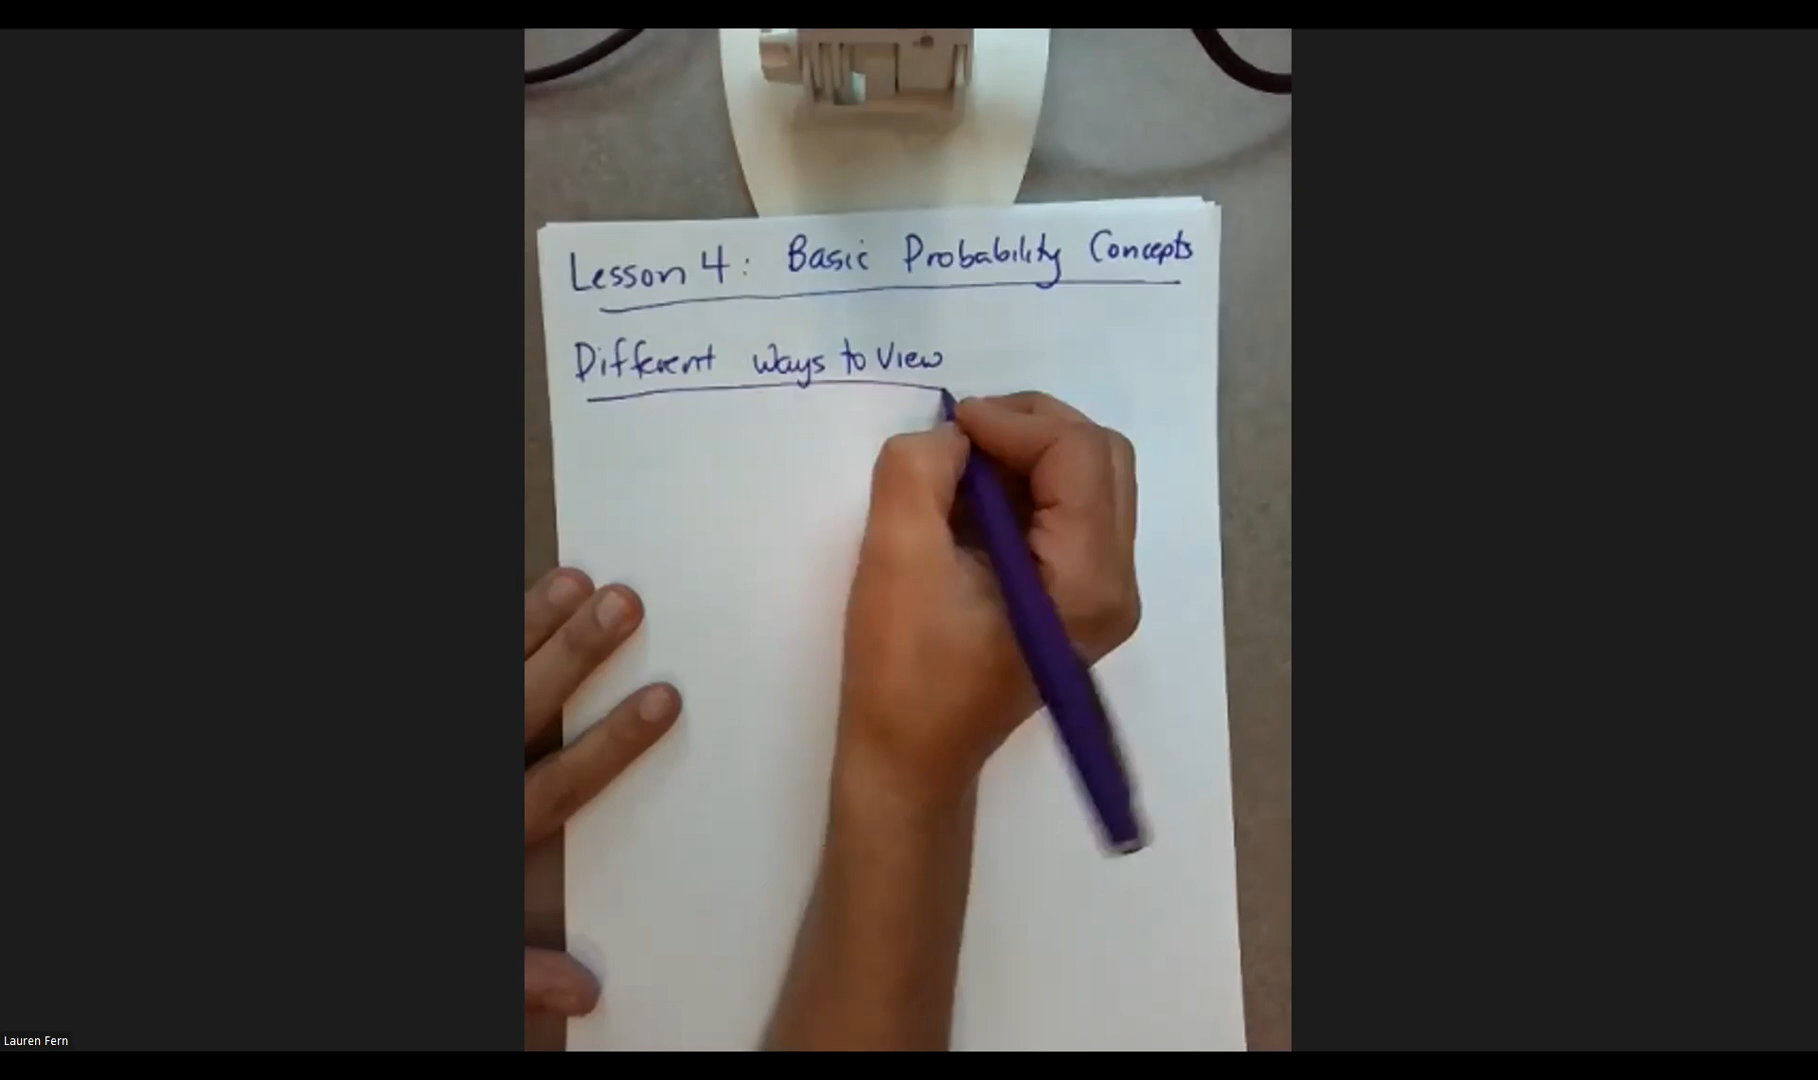 Lesson 4: Basic Probability Concepts
Different Ways to View
Lauren Fern